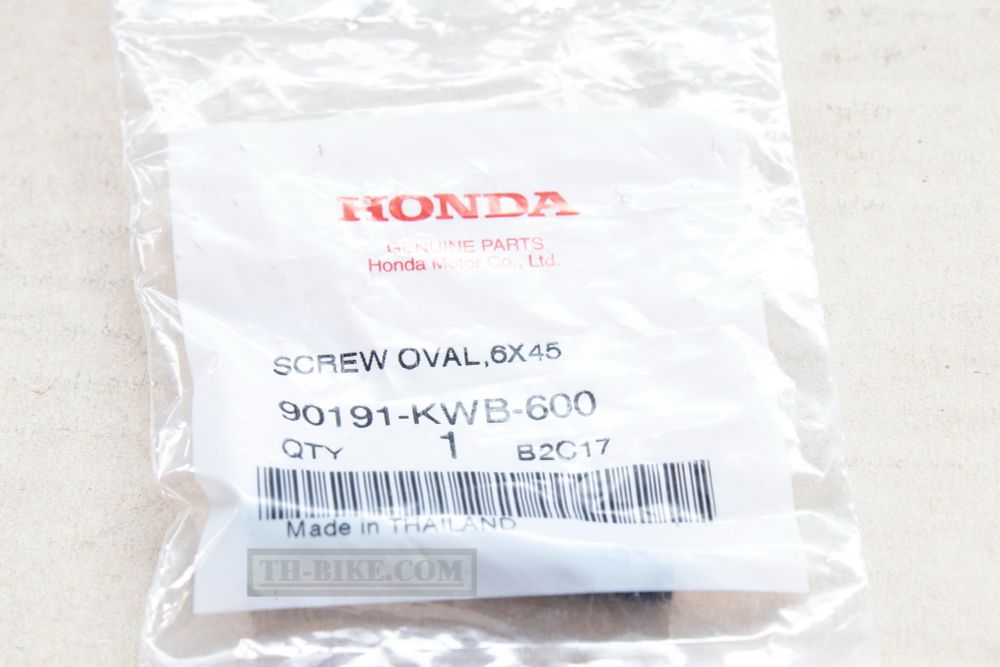 HONDA
GENUINE PARTS
Honda Motor Co., Ltd.
SCREW OVAL,6X45
90191-KWB-600
QTY 1 B2C17
Made in THAILAND
TH-BIKE.COM